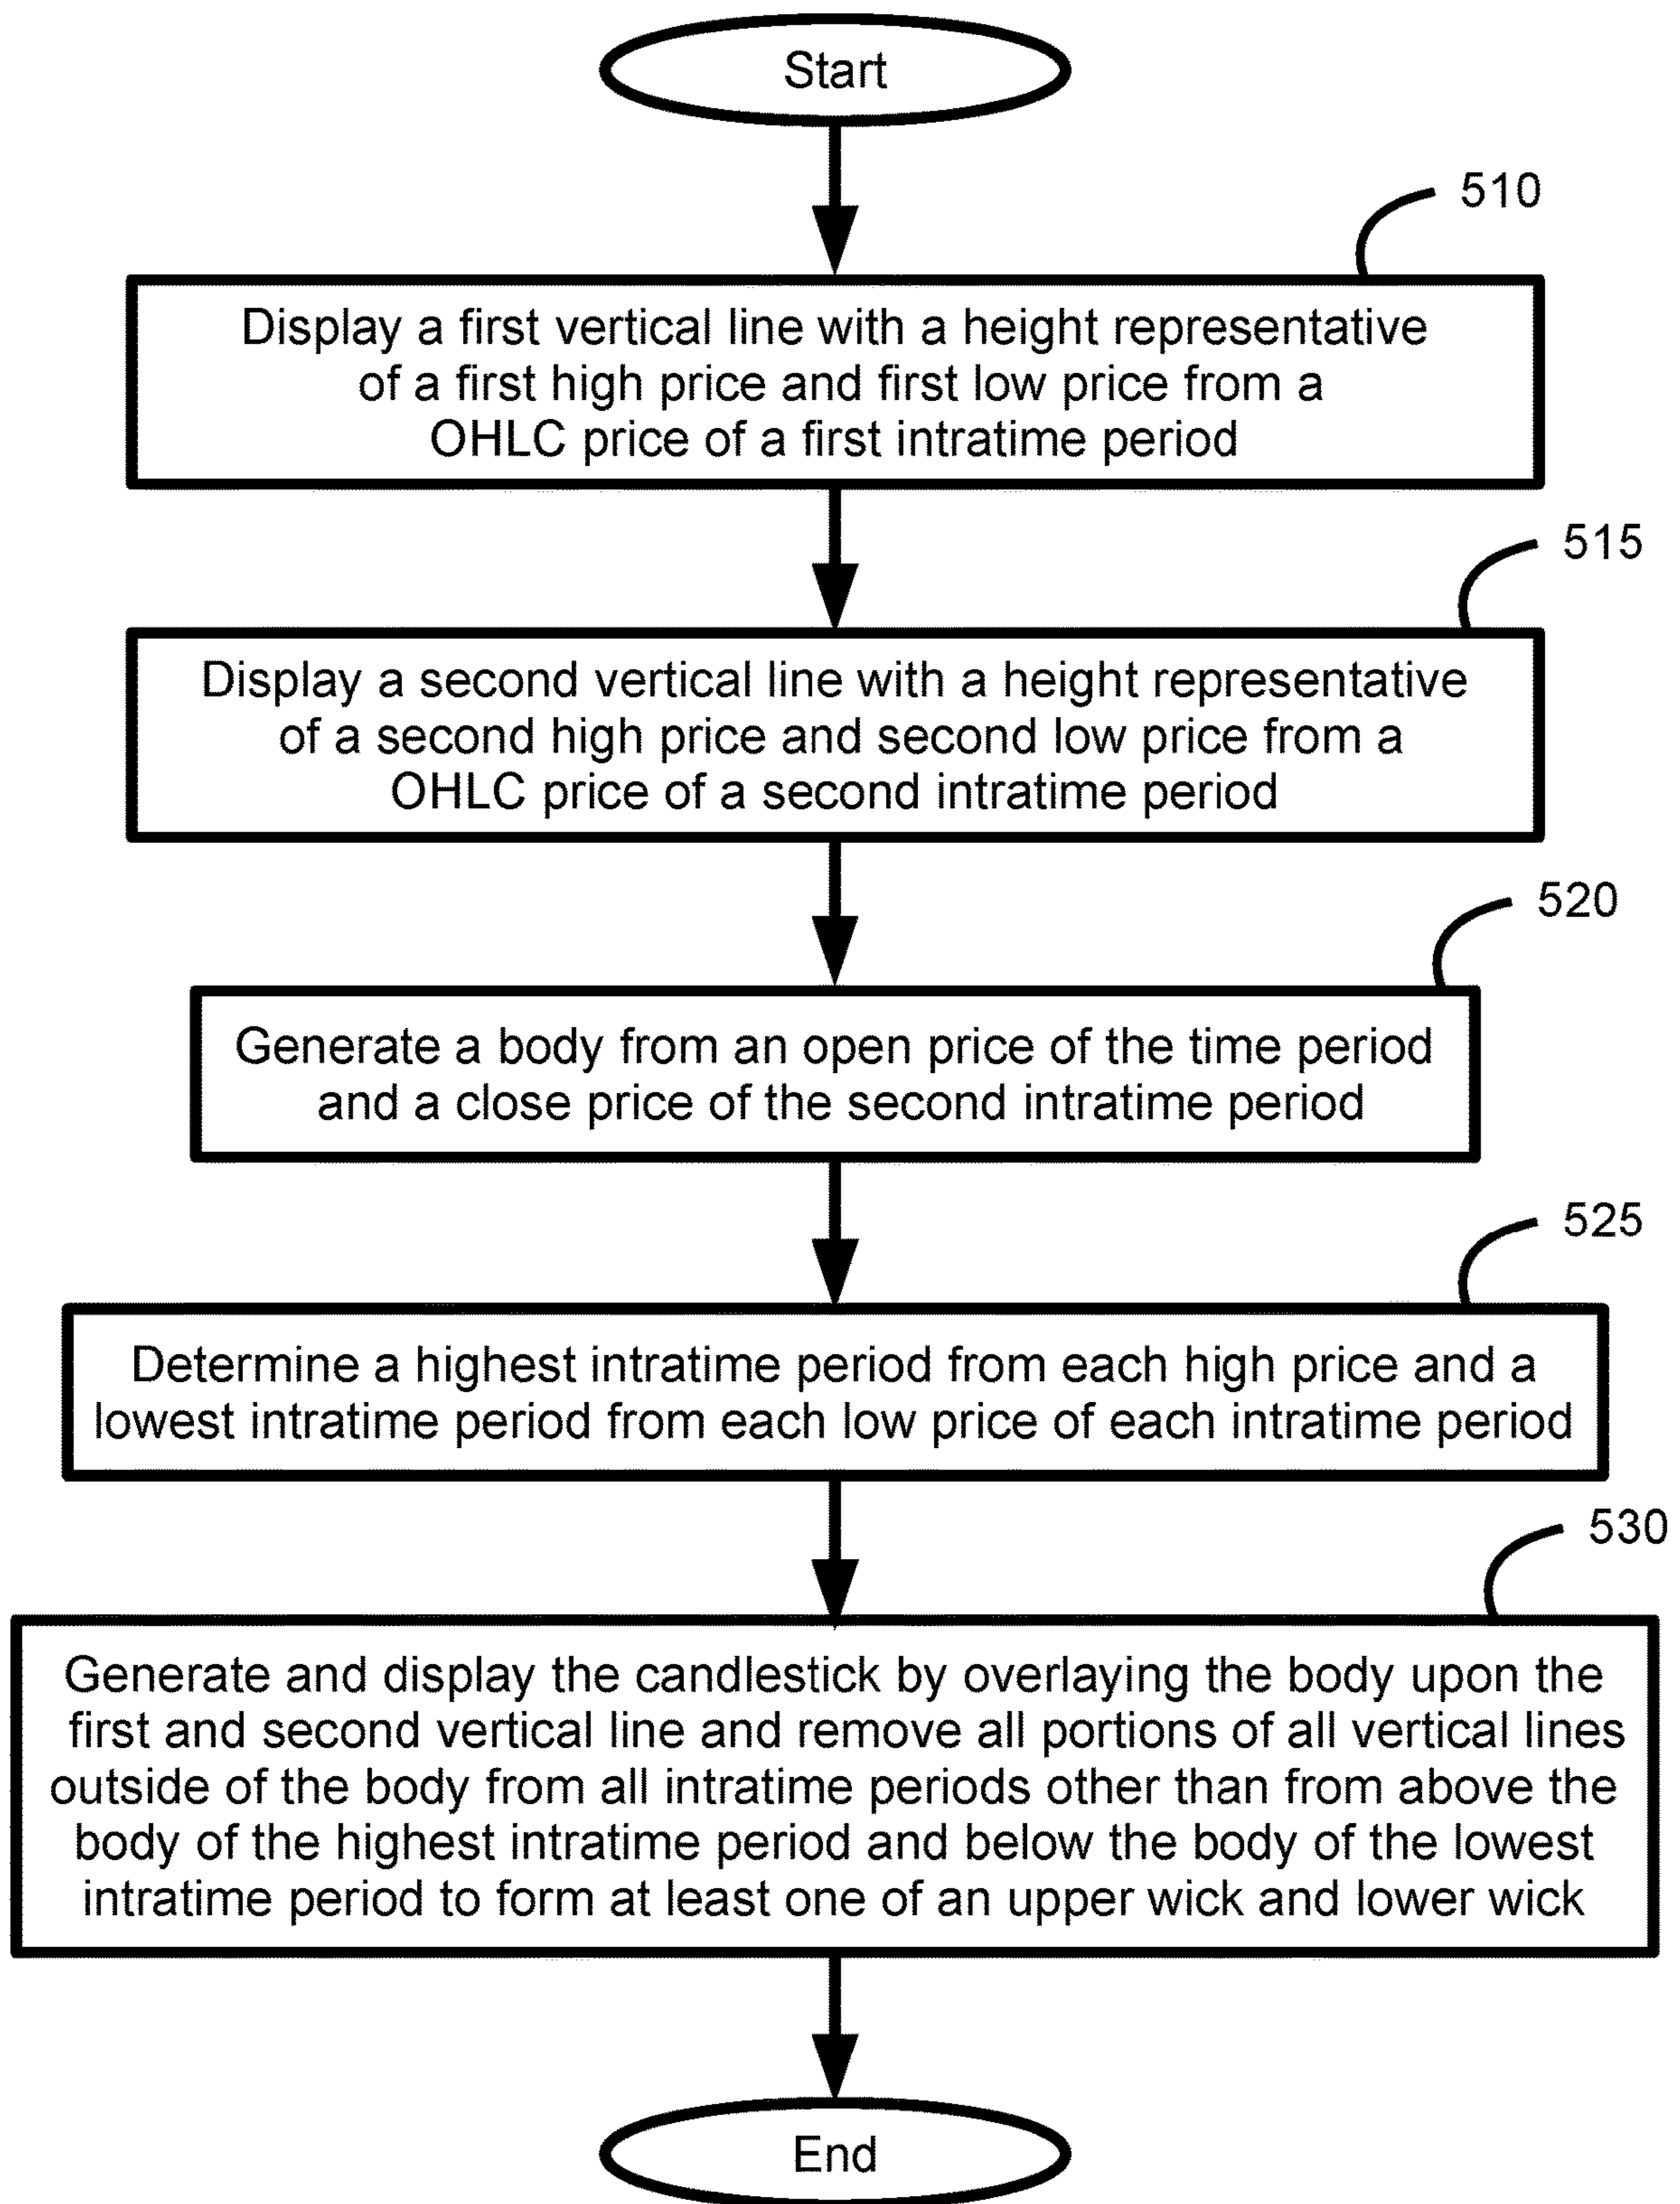 Start
510
Display a first vertical line with a height representative
of a first high price and first low price from a
OHLC price of a first intratime period
515
Display a second vertical line with a height representative
of a second high price and second low price from a
OHLC price of a second intratime period
520
Generate a body from an open price of the time period
and a close price of the second intratime period
525
Determine a highest intratime period from each high price and a
lowest intratime period from each low price of each intratime period
530
Generate and display the candlestick by overlaying the body upon the
first and second vertical line and remove all portions of all vertical lines
outside of the body from all intratime periods other than from above the
body of the highest intratime period and below the body of the lowest
intratime period to form at least one of an upper wick and lower wick
End